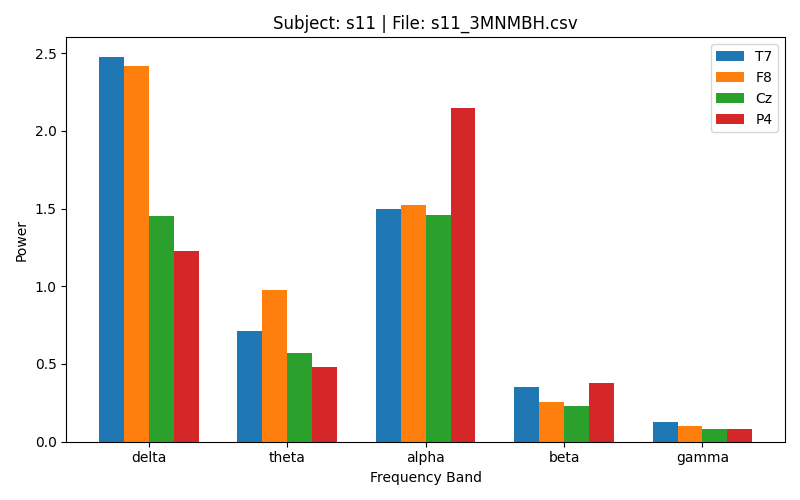 Subject: s11 | File: s11_3MNMBH.csv
T7
F8
Cz
P4
Power
2.5
2.0
1.5
1.0
0.5
0.0
delta theta alpha beta gamma
Frequency Band